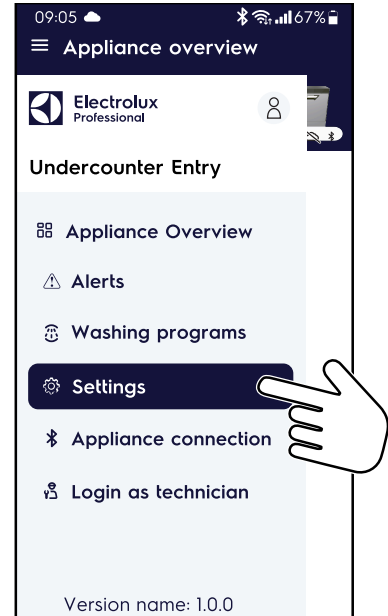 09:05 67%
Appliance overview
Electrolux
Professional
Undercounter Entry
Appliance Overview
Alerts
Washing programs
Settings
Appliance connection
Login as technician
Version name: 1.0.0